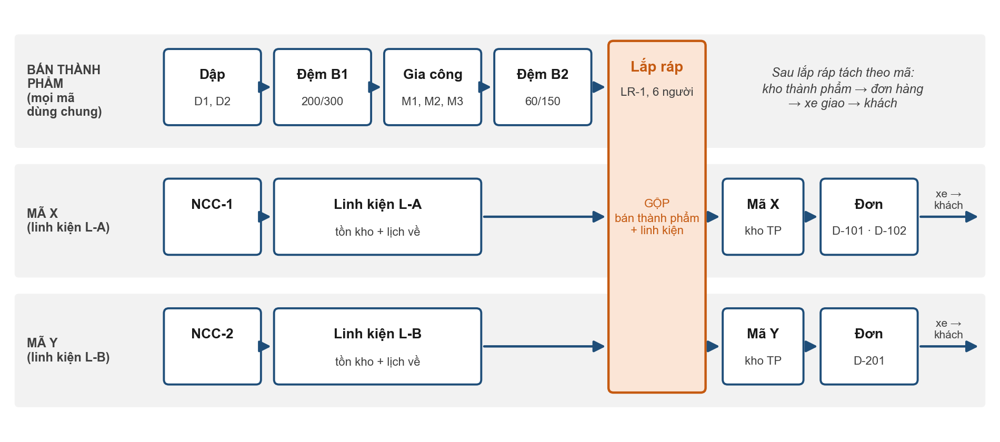 BÁN THÀNH
PHẨM
(mọi mã
dùng chung)
Dập
D1, D2
Đệm B1
200/300
Gia công
M1, M2, M3
Đệm B2
60/150
Lắp ráp
LR-1, 6 người
Sau lắp ráp tách theo mã:
kho thành phẩm → đơn hàng
→ xe giao → khách
MÃ X
(linh kiện L-A)
NCC-1
Linh kiện L-A
tồn kho + lịch về
GỘP
bán thành phẩm
+ linh kiện
Mã X
kho TP
Đơn
D-101 · D-102
xe →
khách
MÃ Y
(linh kiện L-B)
NCC-2
Linh kiện L-B
tồn kho + lịch về
Mã Y
kho TP
Đơn
D-201
xe →
khách